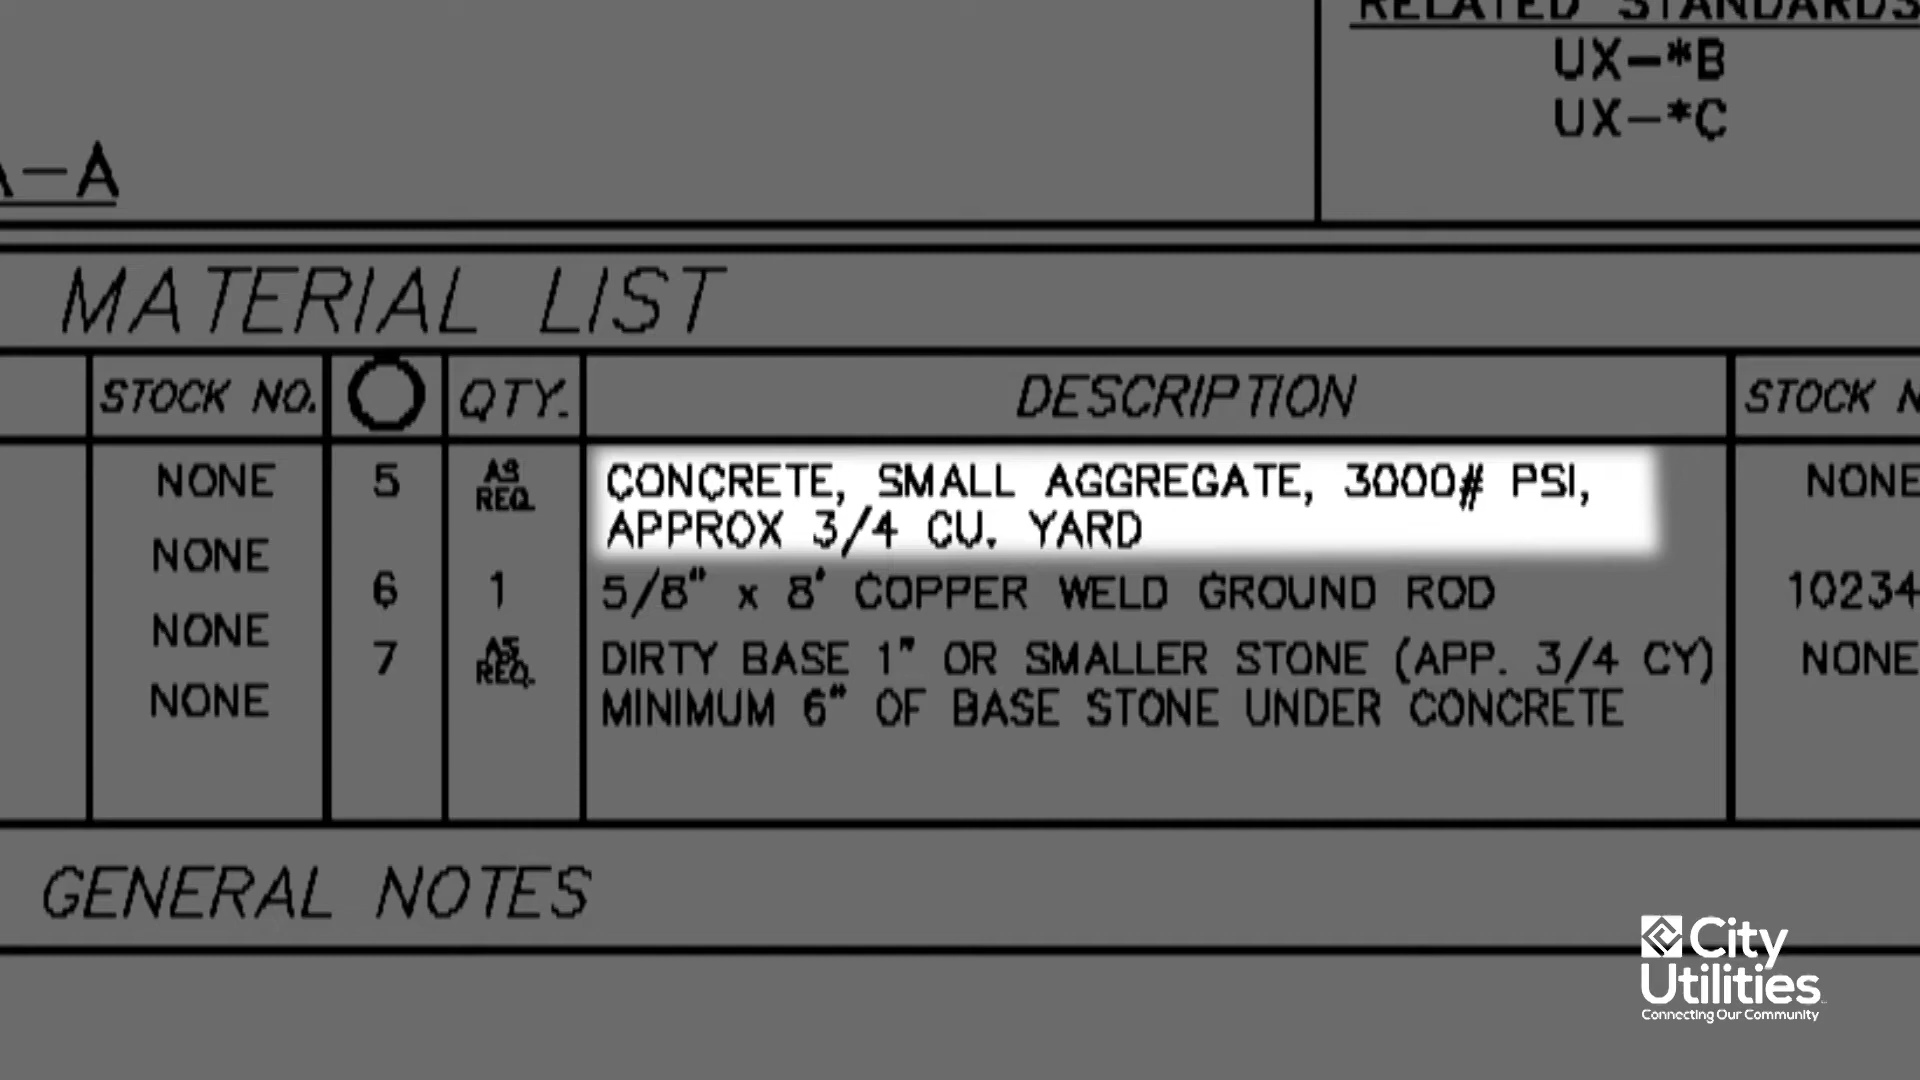 RELATED STANDARDS
UX-*B
UX-*C
A-A
MATERIAL LIST
STOCK NO. QTY. DESCRIPTION STOCK
NONE 5 AS REQ. CONCRETE, SMALL AGGREGATE, 3000# PSI, NONE
APPROX 3/4 CU. YARD
NONE
6 1 5/8" x 8' COPPER WELD GROUND ROD 10234
NONE
7 AS REQ. DIRTY BASE 1" OR SMALLER STONE (APP. 3/4 CY) NONE
NONE MINIMUM 6" OF BASE STONE UNDER CONCRETE
GENERAL NOTES
City
Utilities
Connecting Our Community